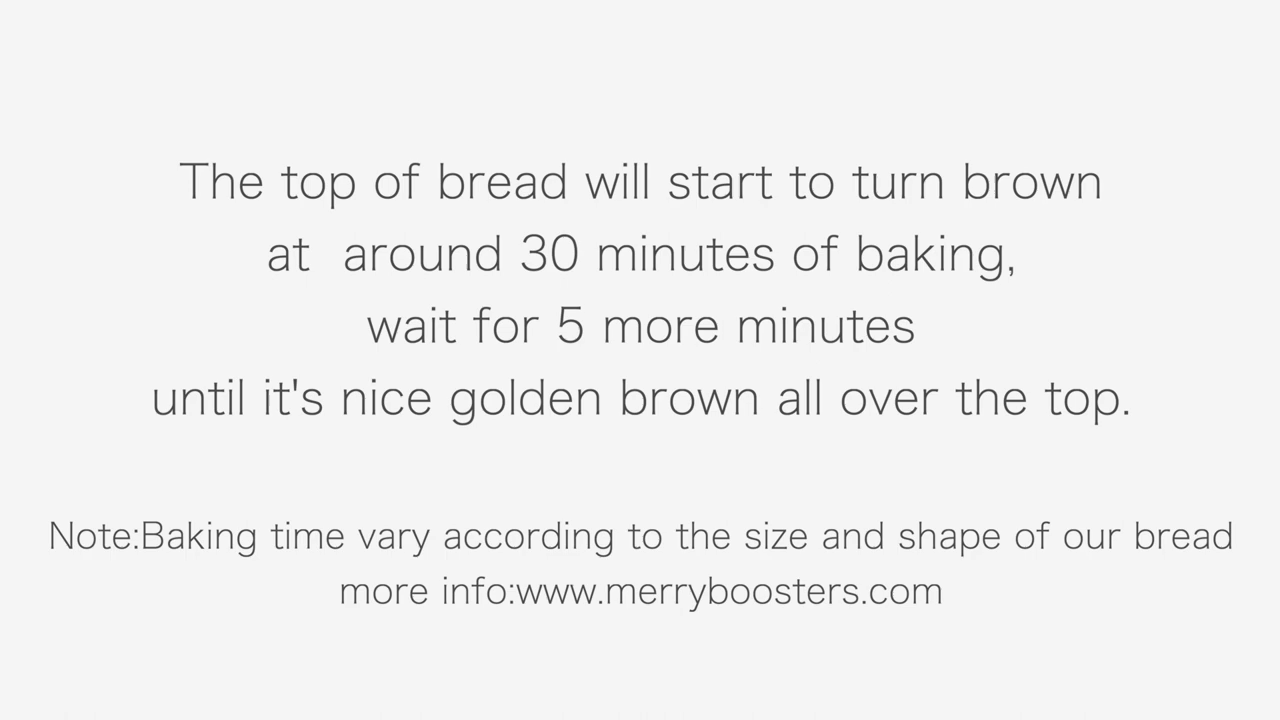 The top of bread will start to turn brown
at around 30 minutes of baking,
wait for 5 more minutes
until it's nice golden brown all over the top.
Note:Baking time vary according to the size and shape of our bread
more info:www.merryboosters.com